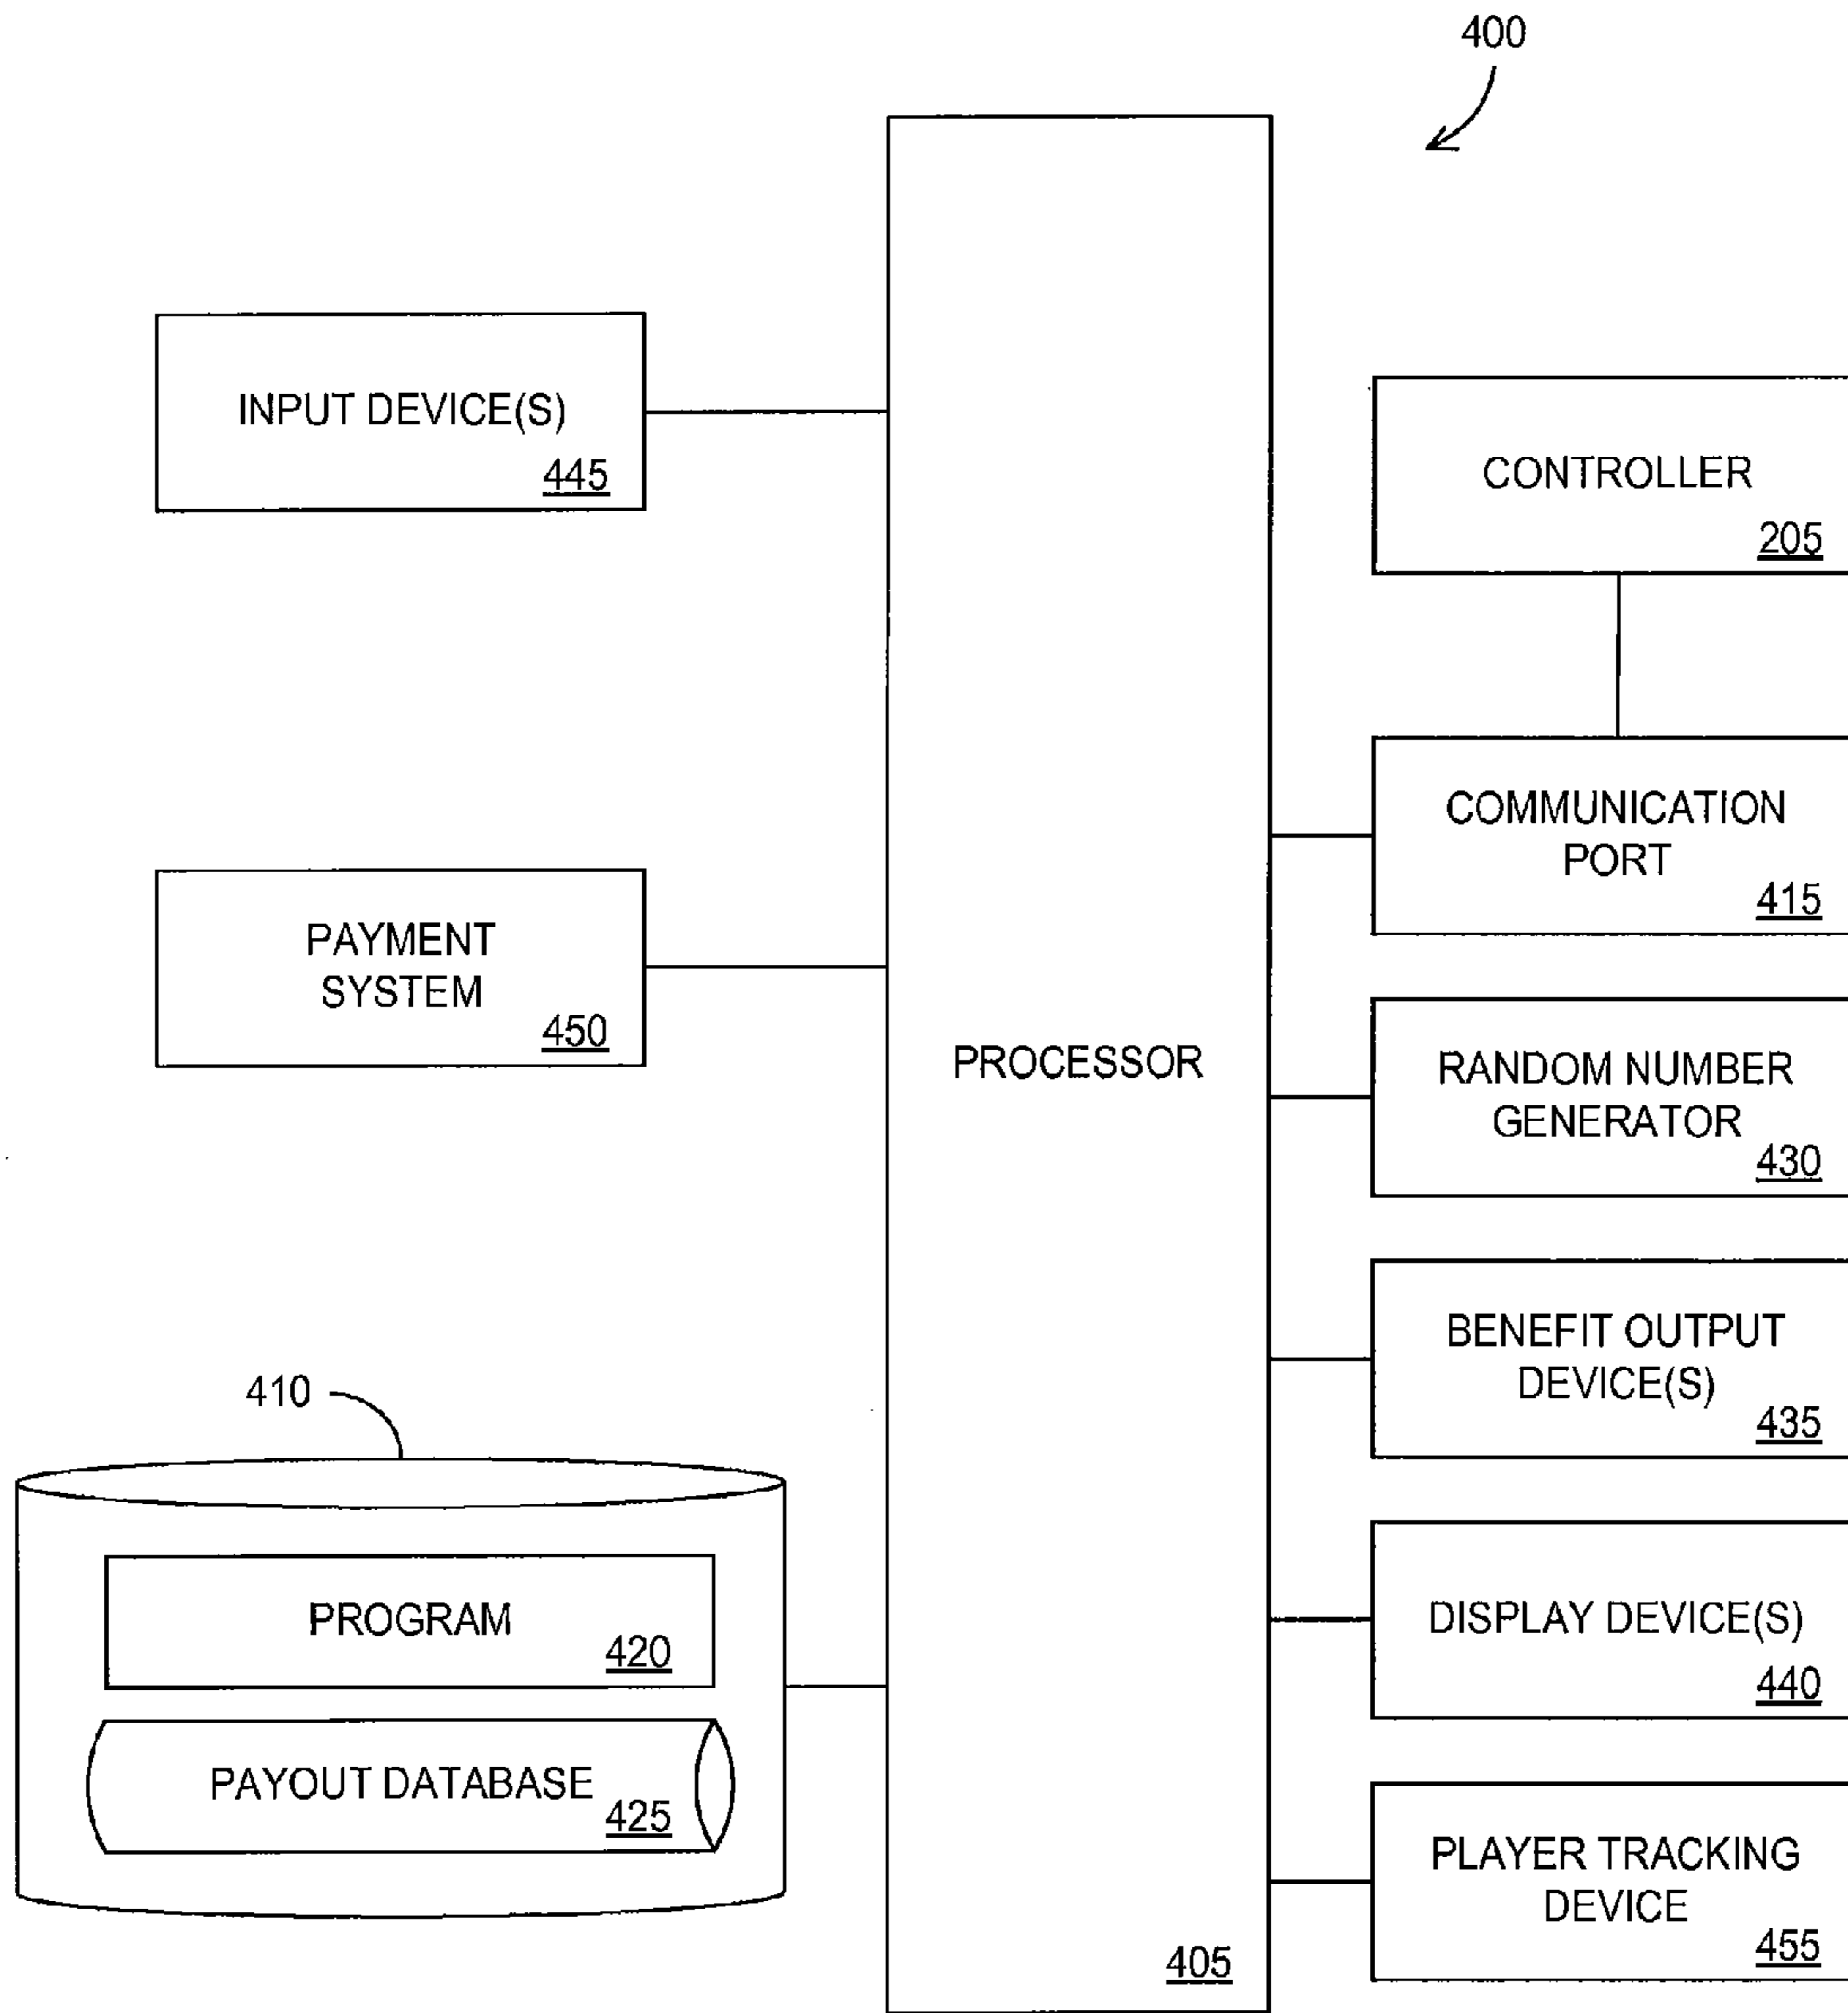 400
INPUT DEVICE(S)
445
CONTROLLER
205
COMMUNICATION
PORT
415
PAYMENT
SYSTEM
450
PROCESSOR
405
RANDOM NUMBER
GENERATOR
430
BENEFIT OUTPUT
DEVICE(S)
435
410
PROGRAM
420
PAYOUT DATABASE
425
DISPLAY DEVICE(S)
440
PLAYER TRACKING
DEVICE
455